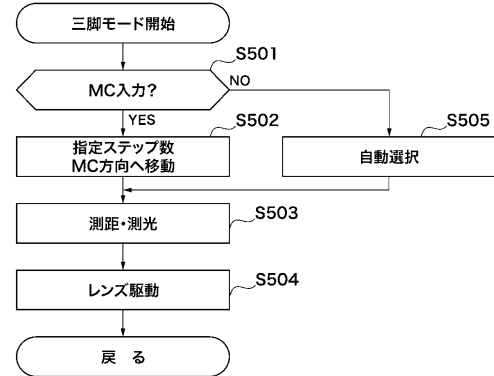 三脚モード開始
S501
MC入力?
NO
YES
S502
指定ステップ数
MC方向へ移動
S505
自動選択
S503
測距・測光
S504
レンズ駆動
戻 る